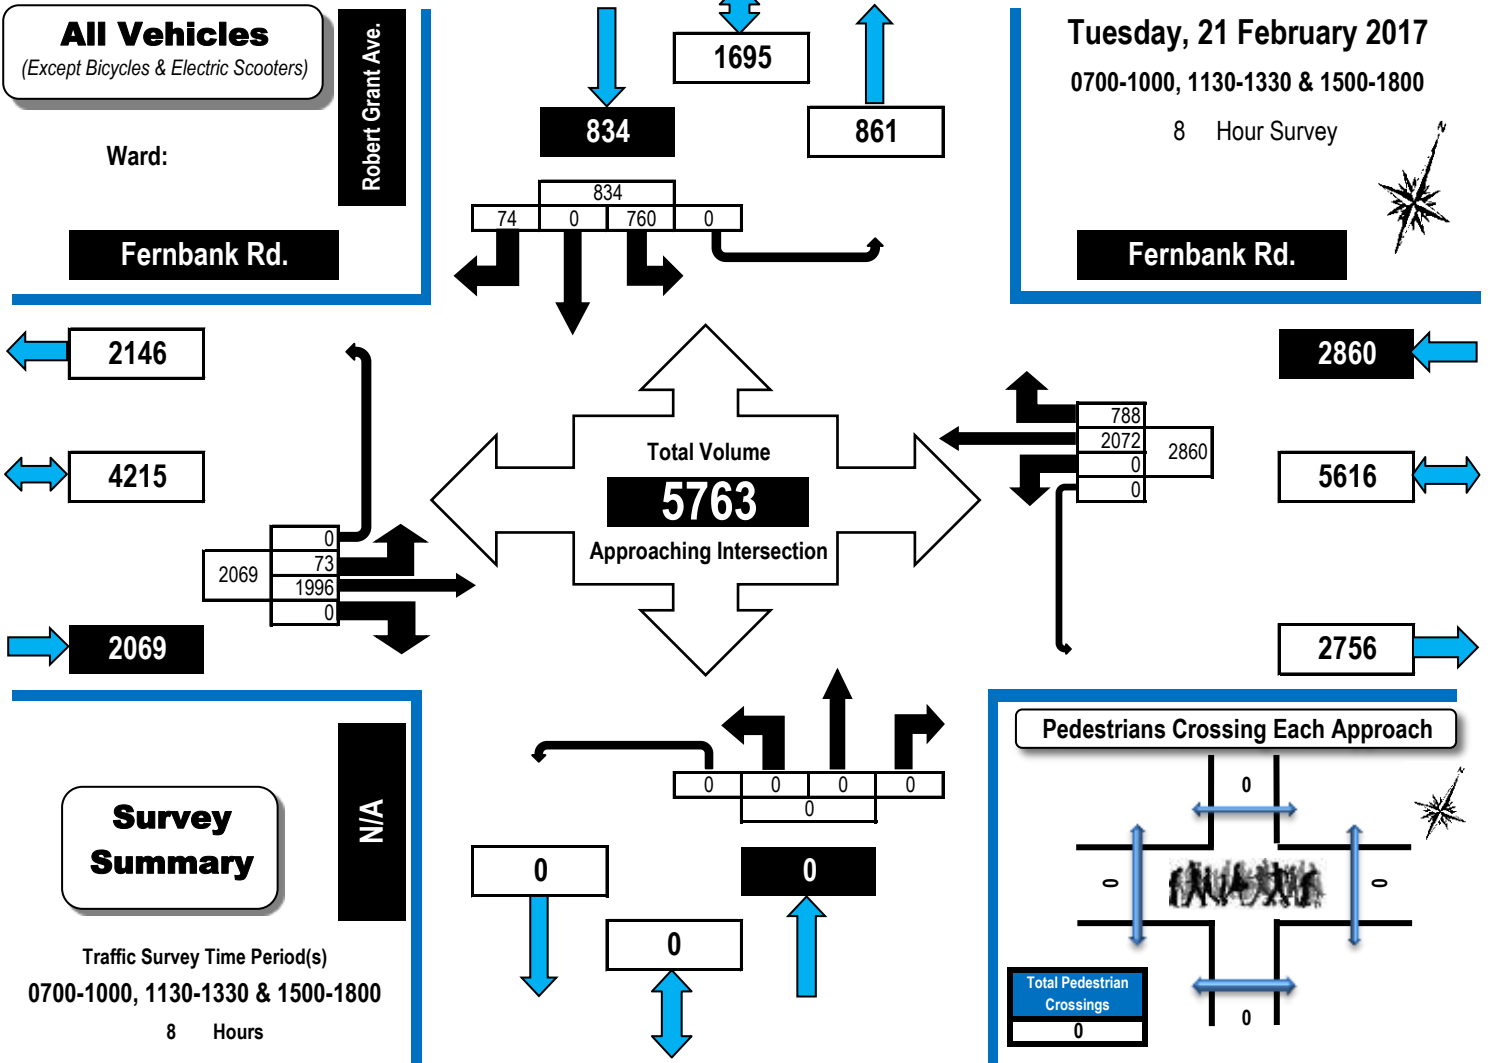 All Vehicles
(Except Bicycles & Electric Scooters)
Robert Grant Ave.
Ward:
Fernbank Rd.
1695
834
861
834
74 0 760 0
Tuesday, 21 February 2017
0700-1000, 1130-1330 & 1500-1800
8 Hour Survey
N
Fernbank Rd.
2146
4215
2069
0
73
1996
0
2069
Total Volume
5763
Approaching Intersection
788
2072
0
0
2860
2860
5616
2756
Survey
Summary
N/A
Traffic Survey Time Period(s)
0700-1000, 1130-1330 & 1500-1800
8 Hours
0 0 0 0
0
0
0
0
Pedestrians Crossing Each Approach
N
0
0
0
0
Total Pedestrian
Crossings
0